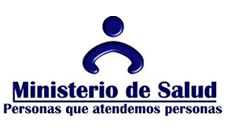 Ministerio de Salud
Personas que atendemos personas